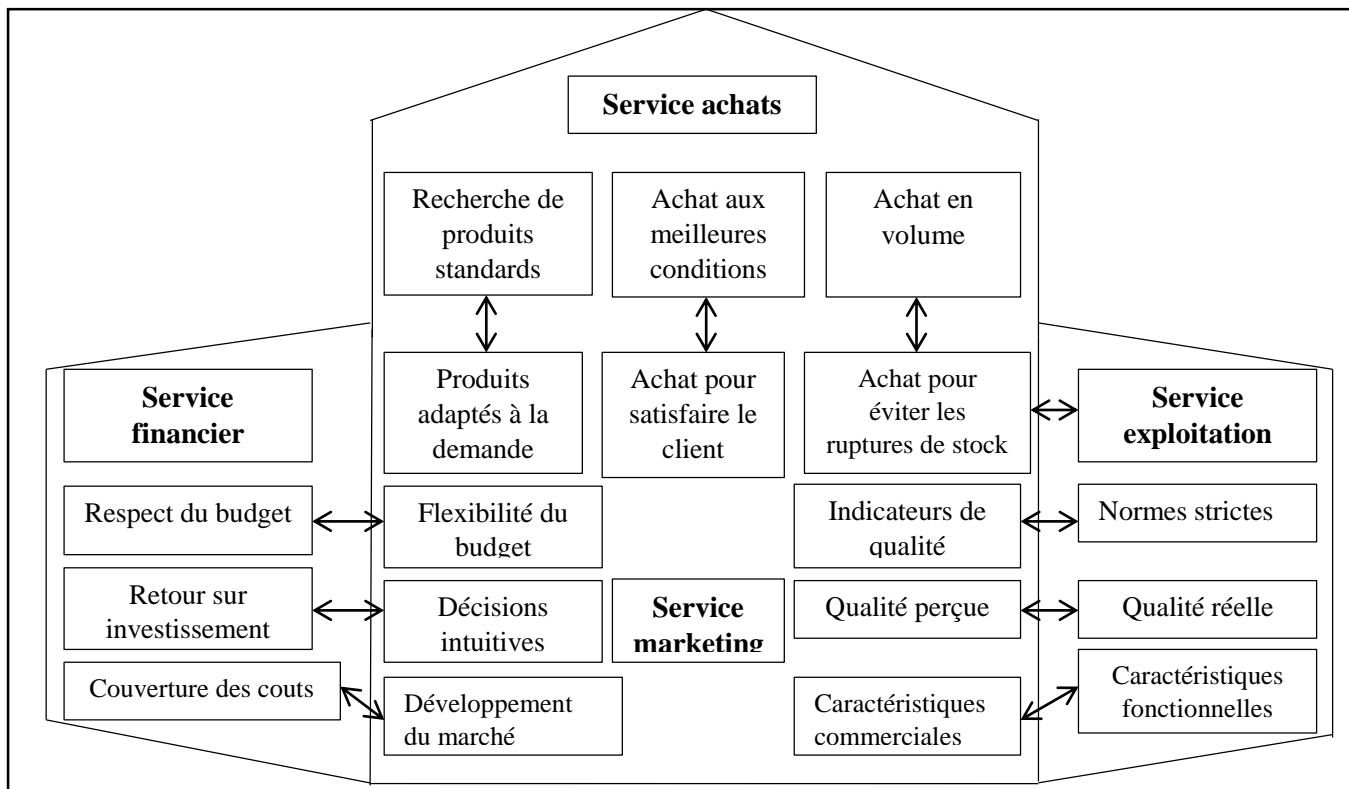 Service achats
Recherche de
produits
standards
Achat aux
meilleures
conditions
Achat en
volume
Service
financier
Produits
adaptés à la
demande
Achat pour
satisfaire le
client
Achat pour
éviter les
ruptures de stock
Service
exploitation
Respect du budget
Flexibilité du
budget
Indicateurs de
qualité
Normes strictes
Retour sur
investissement
Décisions
intuitives
Service
marketing
Qualité perçue
Qualité réelle
Couverture des couts
Développement
du marché
Caractéristiques
commerciales
Caractéristiques
fonctionnelles